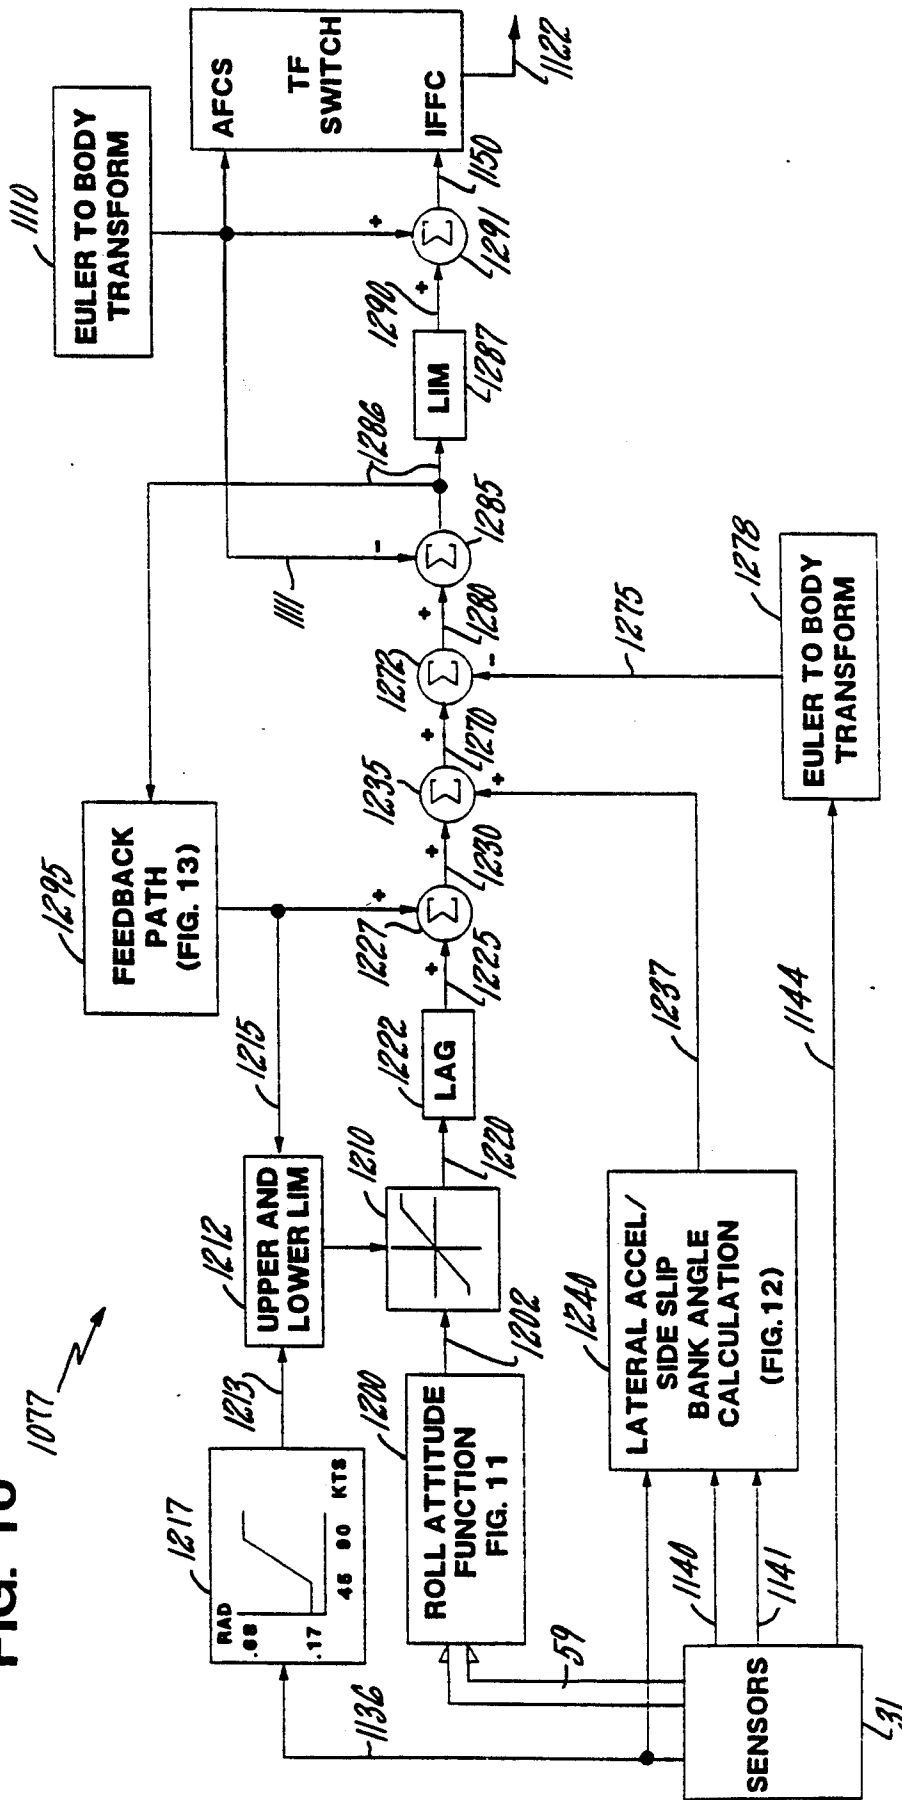 FIG. 10
1077
1110
EULER TO BODY
TRANSFORM
AFCS
TF
SWITCH
IFFC
1122
1150
1291
1290
LIM
1287
1286
1285
1111
1280
1272
1275
1278
EULER TO BODY
TRANSFORM
1270
1235
1230
1227
1225
1295
FEEDBACK
PATH
(FIG. 13)
1215
1222
LAG
1220
1210
1212
UPPER AND
LOWER LIM
1213
1217
RAD
.68
.17
45 90 KTS
1202
1200
ROLL ATTITUDE
FUNCTION
FIG. 11
1237
1144
1240
LATERAL ACCEL/
SIDE SLIP
BANK ANGLE
CALCULATION
(FIG.12)
1140
1141
59
1136
SENSORS
31
+
+
-
+
-
+
+
+
+
+
Σ
Σ
Σ
Σ
Σ